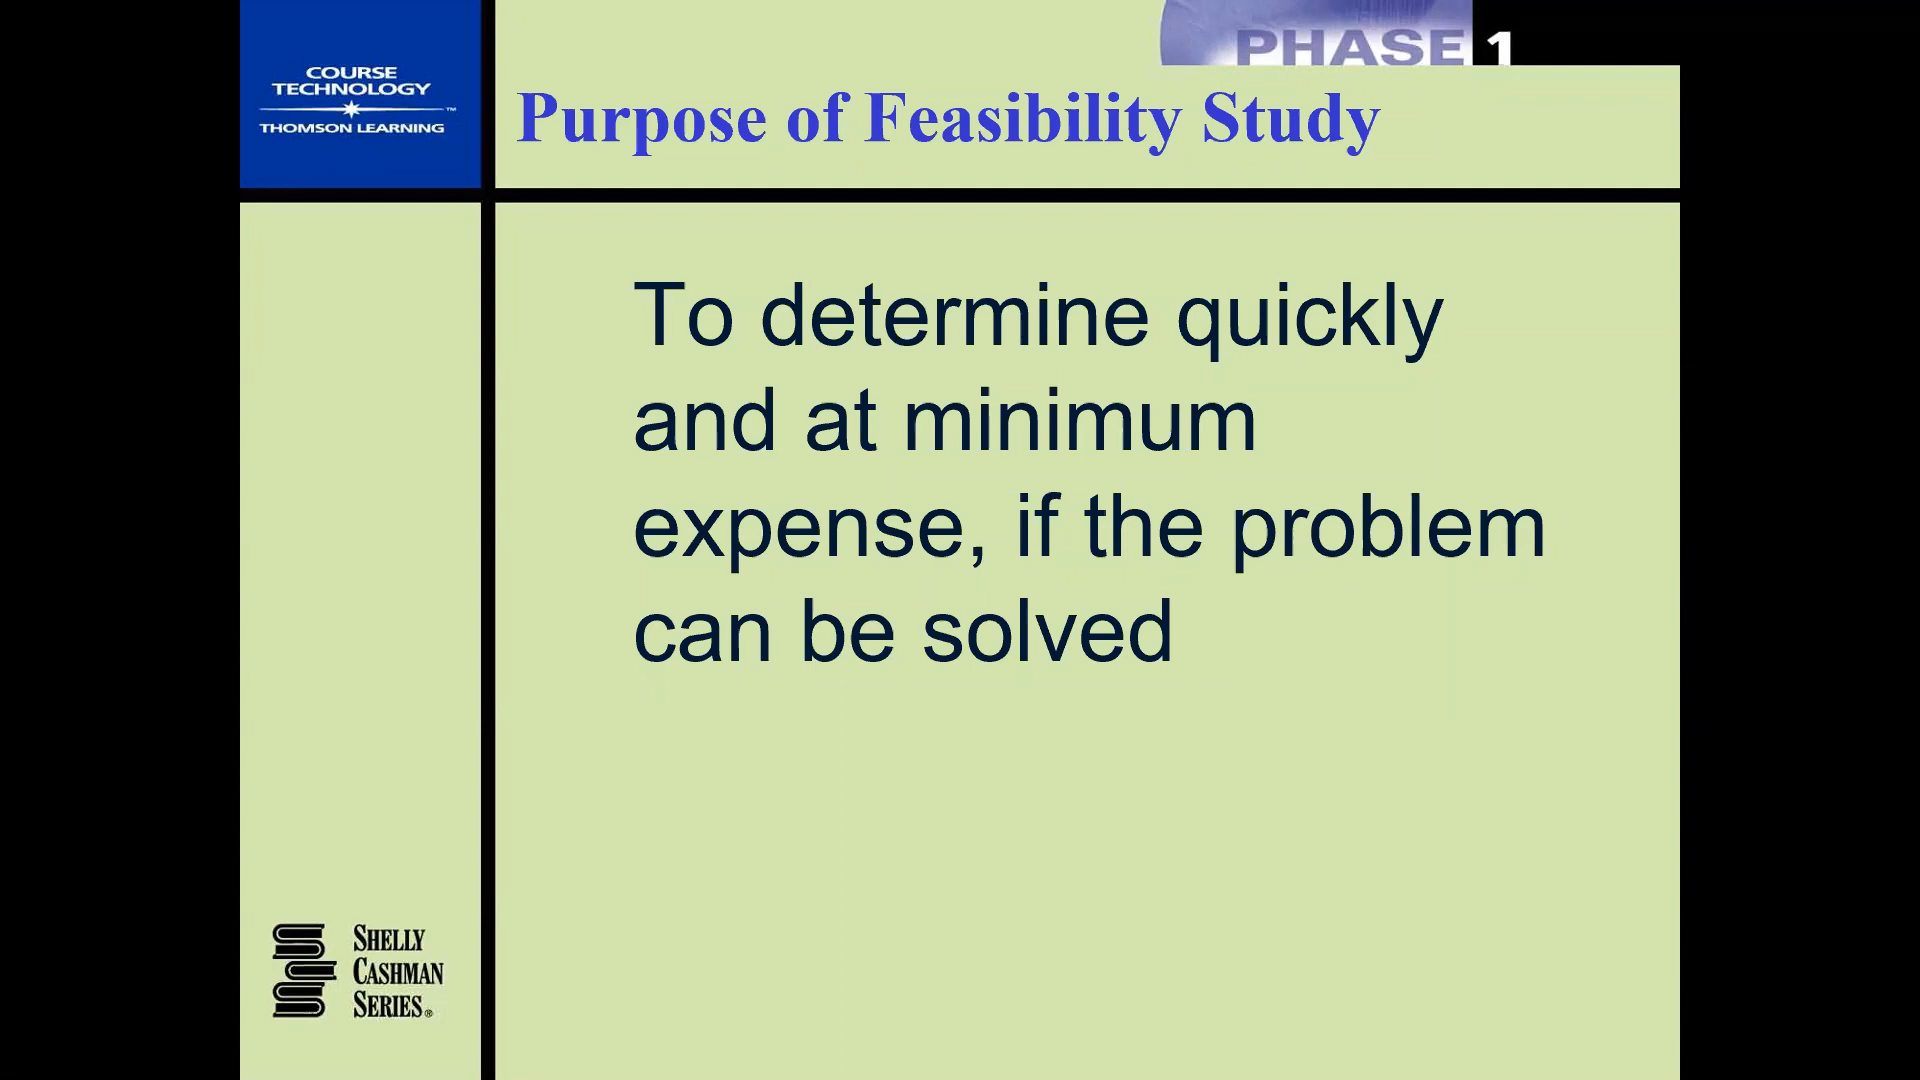 COURSE
TECHNOLOGY
™
THOMSON LEARNING
PHASE 1
Purpose of Feasibility Study
To determine quickly
and at minimum
expense, if the problem
can be solved
SHELLY
CASHMAN
SERIES®